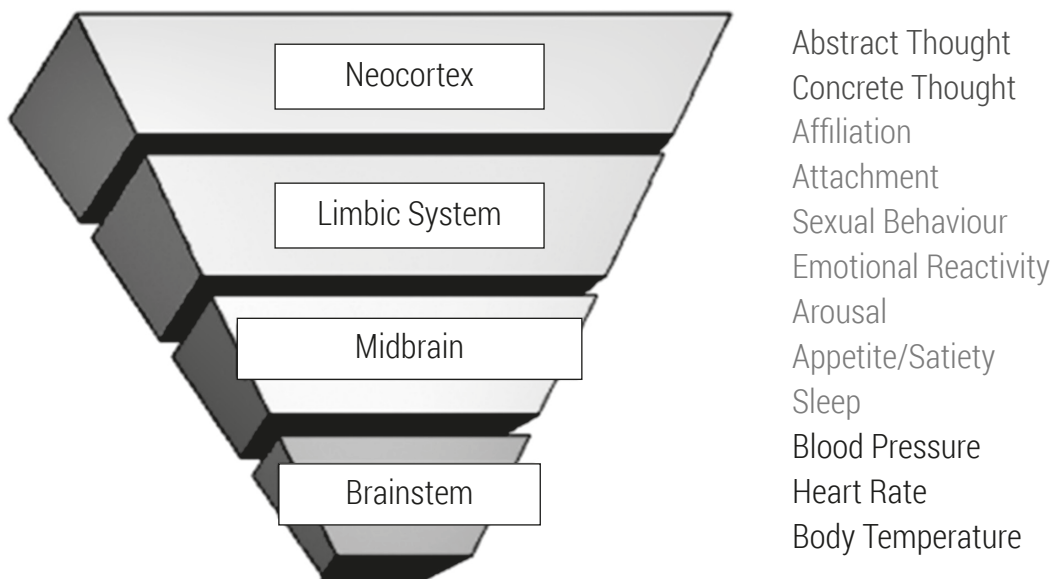 Neocortex
Limbic System
Midbrain
Brainstem
Abstract Thought
Concrete Thought
Affiliation
Attachment
Sexual Behaviour
Emotional Reactivity
Arousal
Appetite/Satiety
Sleep
Blood Pressure
Heart Rate
Body Temperature